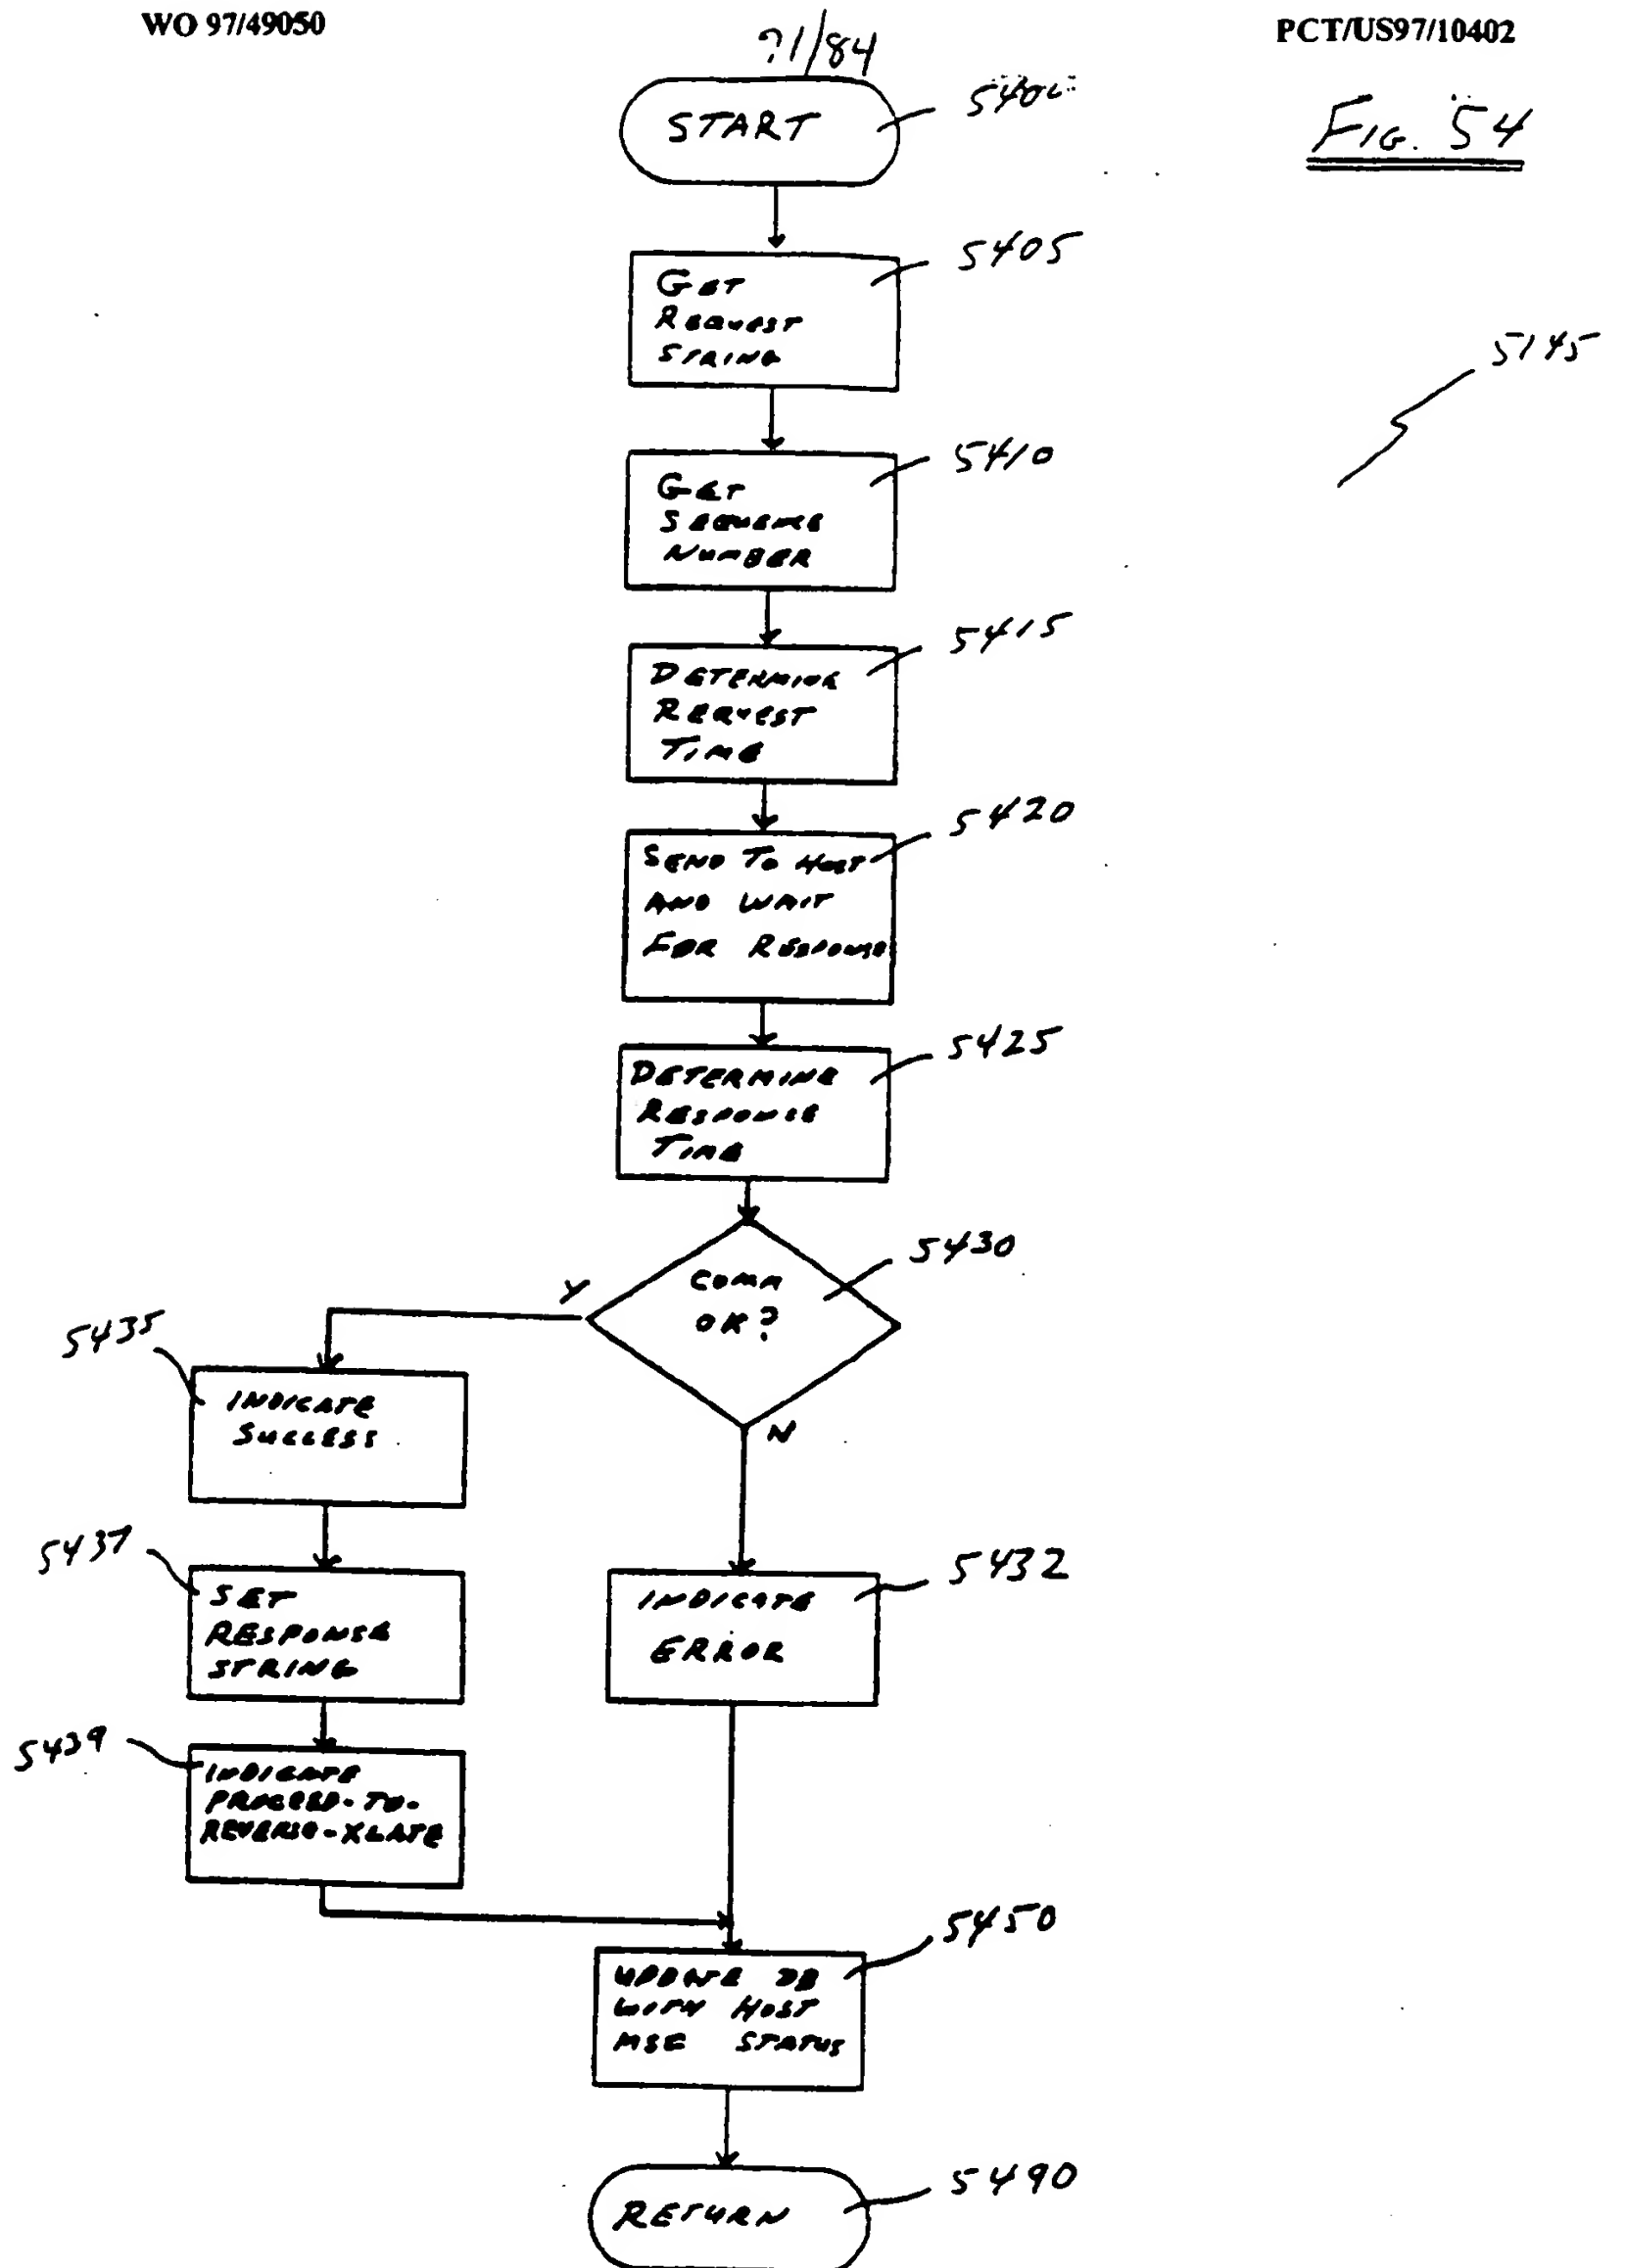 WO 97/49050
PCT/US97/10402
?1/84
START
FIG. 54
5405
GET
REQUEST
STRING
5145
5410
GET
SEQUENCE
NUMBER
5415
DETERMINE
REQUEST
TIME
5420
SEND TO HOST
AND WAIT
FOR RESPONSE
5425
DETERMINE
RESPONSE
TIME
5430
COMM
OK?
Y
N
5435
INDICATE
SUCCESS
5437
SET
RESPONSE
STRING
5432
INDICATE
ERROR
5439
INDICATE
PROCEED-TO-
REVERSE-XLATE
5450
UPDATE DB
WITH HOST
MSG STATUS
5490
RETURN